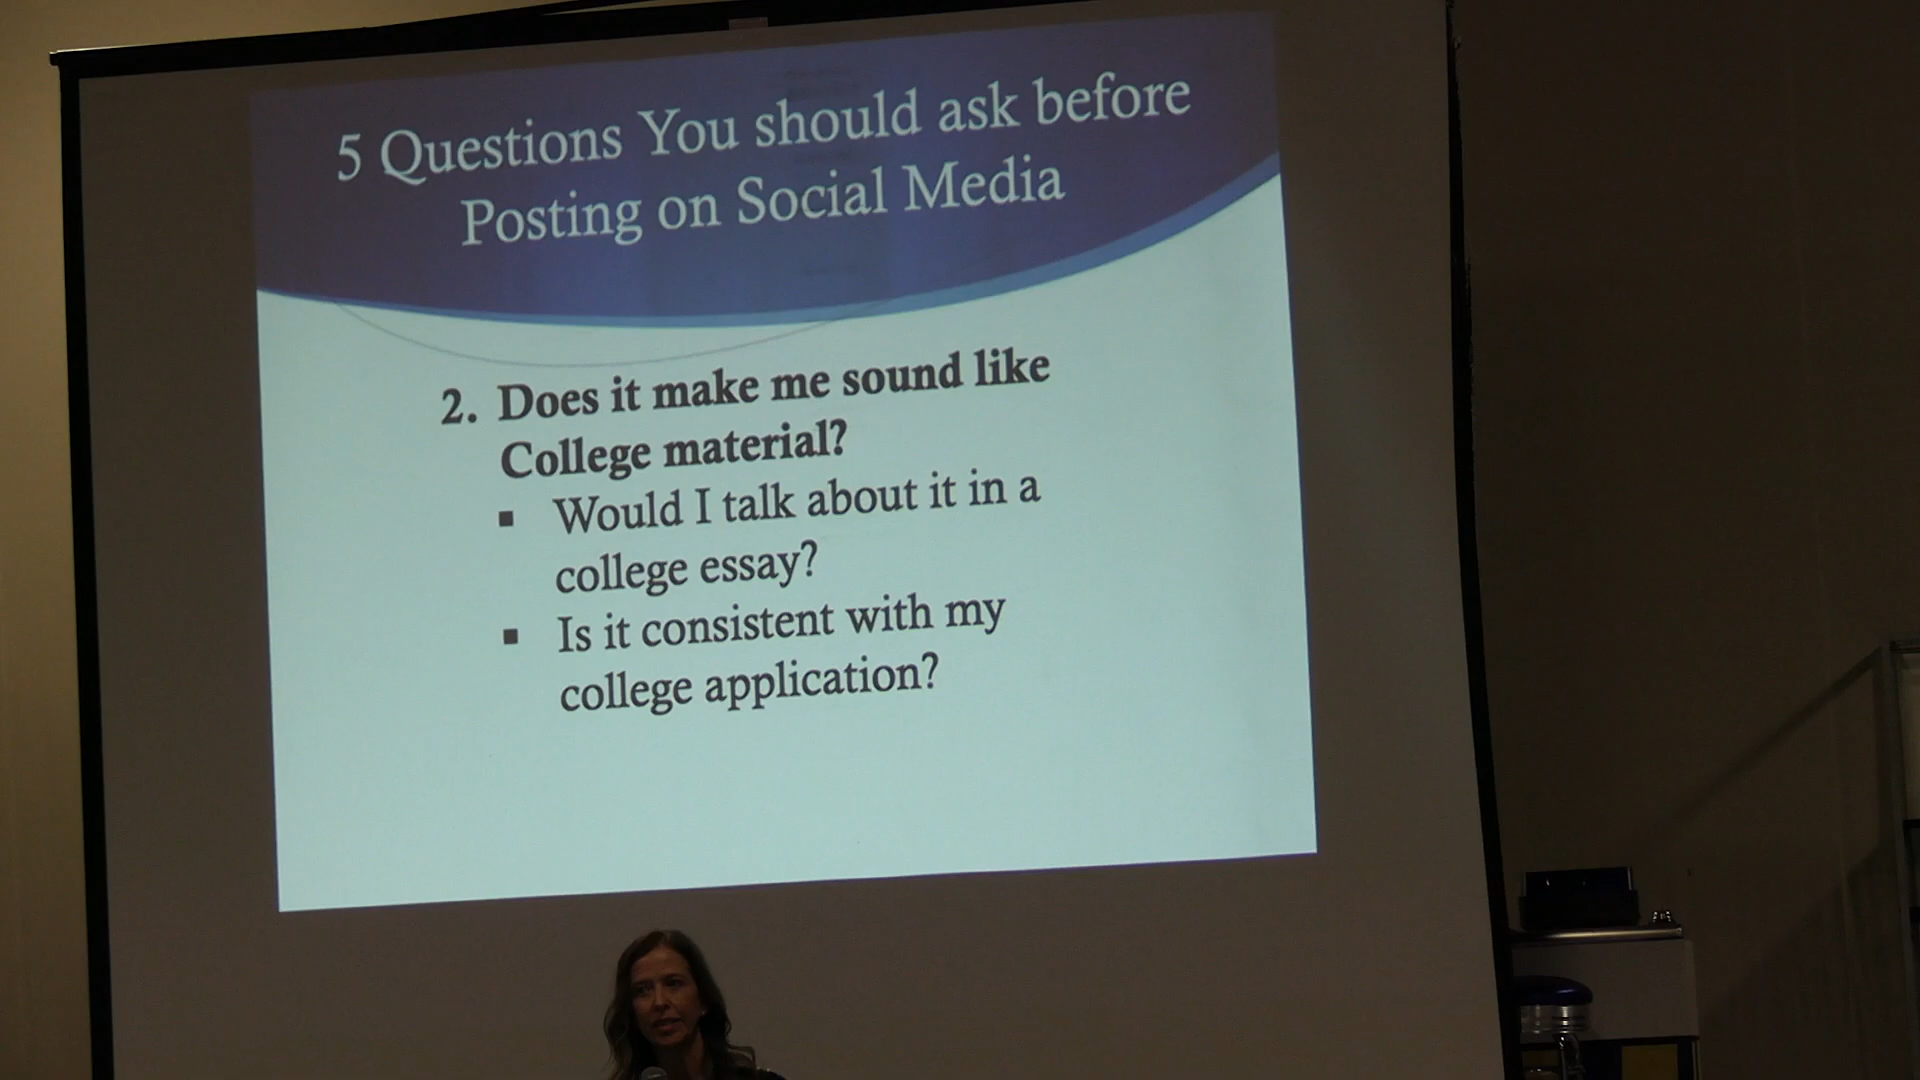 5 Questions You should ask before
Posting on Social Media
2. Does it make me sound like
College material?
▪ Would I talk about it in a
college essay?
▪ Is it consistent with my
college application?